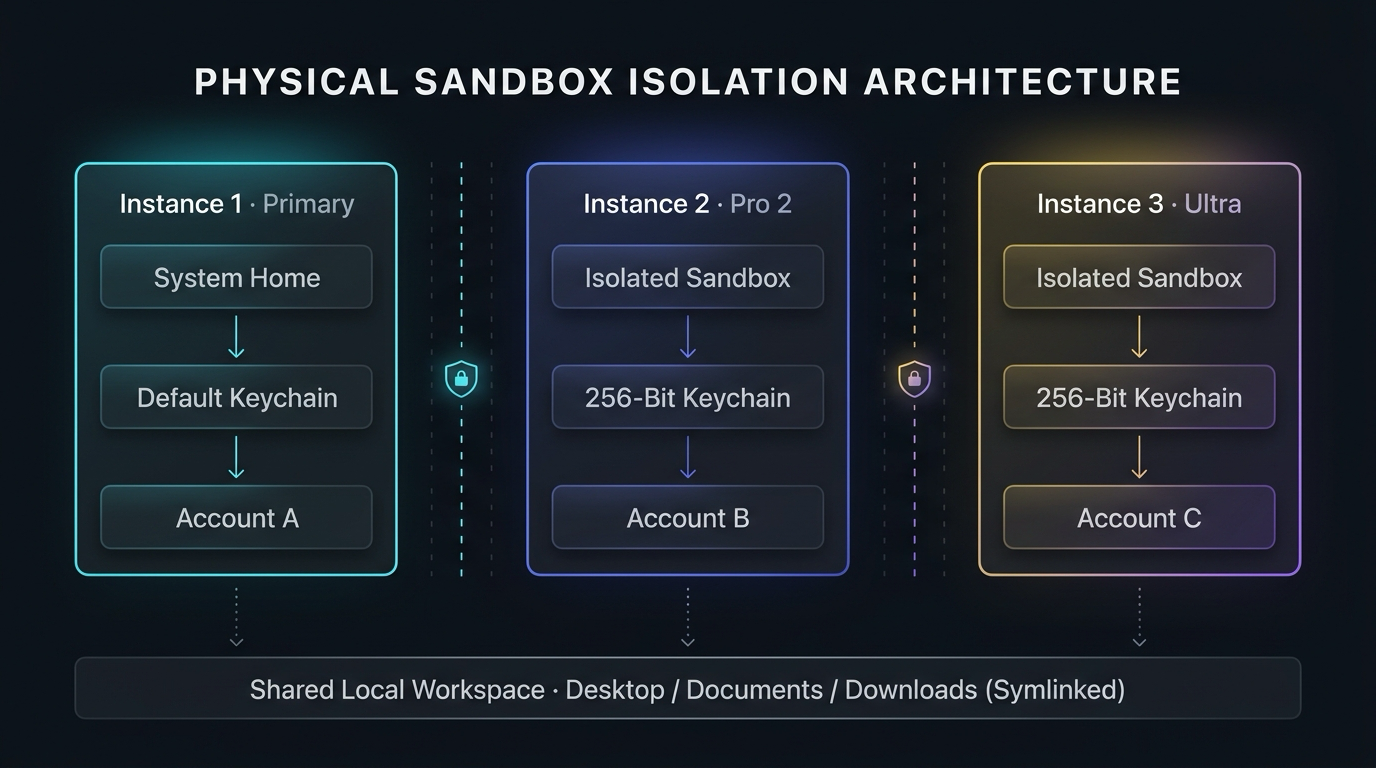 PHYSICAL SANDBOX ISOLATION ARCHITECTURE
Instance 1 · Primary
System Home
Default Keychain
Account A
Instance 2 · Pro 2
Isolated Sandbox
256-Bit Keychain
Account B
Instance 3 · Ultra
Isolated Sandbox
256-Bit Keychain
Account C
Shared Local Workspace · Desktop / Documents / Downloads (Symlinked)